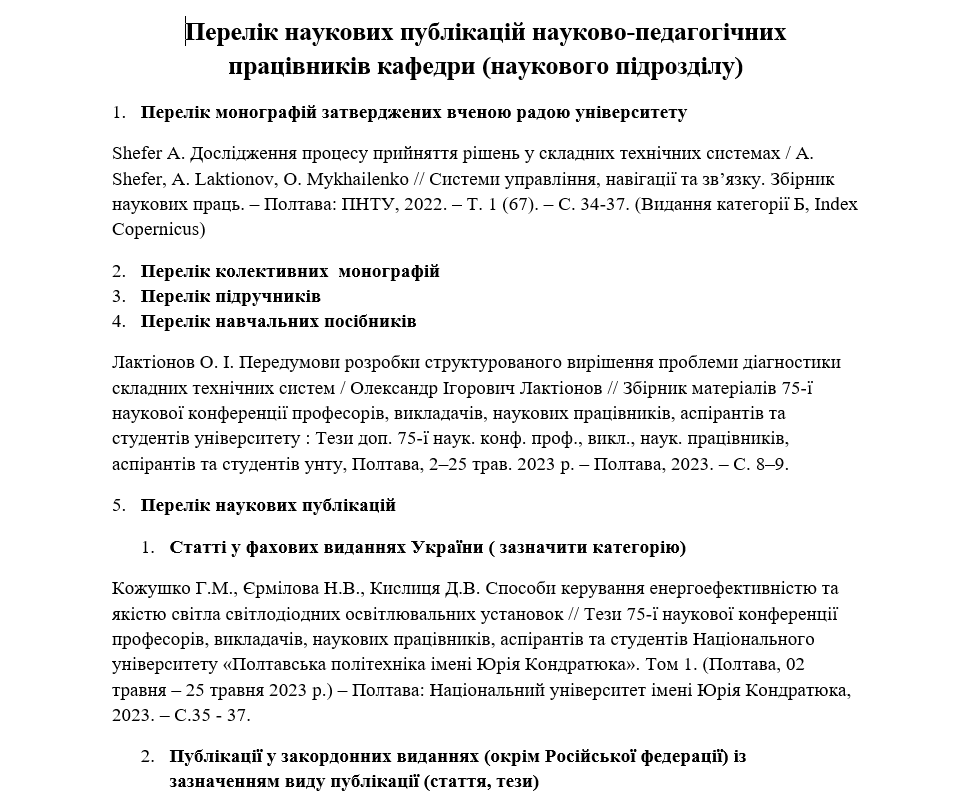 Перелік наукових публікацій науково-педагогічних
працівників кафедри (наукового підрозділу)
1. Перелік монографій затверджених вченою радою університету
Shefer A. Дослідження процесу прийняття рішень у складних технічних системах / A.
Shefer, A. Laktionov, O. Mykhailenko // Системи управління, навігації та зв’язку. Збірник
наукових праць. – Полтава: ПНТУ, 2022. – Т. 1 (67). – С. 34-37. (Видання категорії Б, Index
Copernicus)
2. Перелік колективних  монографій
3. Перелік підручників
4. Перелік навчальних посібників
Лактіонов О. І. Передумови розробки структурованого вирішення проблеми діагностики
складних технічних систем / Олександр Ігорович Лактіонов // Збірник матеріалів 75-ї
наукової конференції професорів, викладачів, наукових працівників, аспірантів та
студентів університету : Тези доп. 75-ї наук. конф. проф., викл., наук. працівників,
аспірантів та студентів унту, Полтава, 2–25 трав. 2023 р. – Полтава, 2023. – С. 8–9.
5. Перелік наукових публікацій
1. Статті у фахових виданнях України ( зазначити категорію)
Кожушко Г.М., Єрмілова Н.В., Кислиця Д.В. Способи керування енергоефективністю та
якістю світла світлодіодних освітлювальних установок // Тези 75-ї наукової конференції
професорів, викладачів, наукових працівників, аспірантів та студентів Національного
університету «Полтавська політехніка імені Юрія Кондратюка». Том 1. (Полтава, 02
травня – 25 травня 2023 р.) – Полтава: Національний університет імені Юрія Кондратюка,
2023. – С.35 - 37.
2. Публікації у закордонних виданнях (окрім Російської федерації) із
зазначенням виду публікації (стаття, тези)